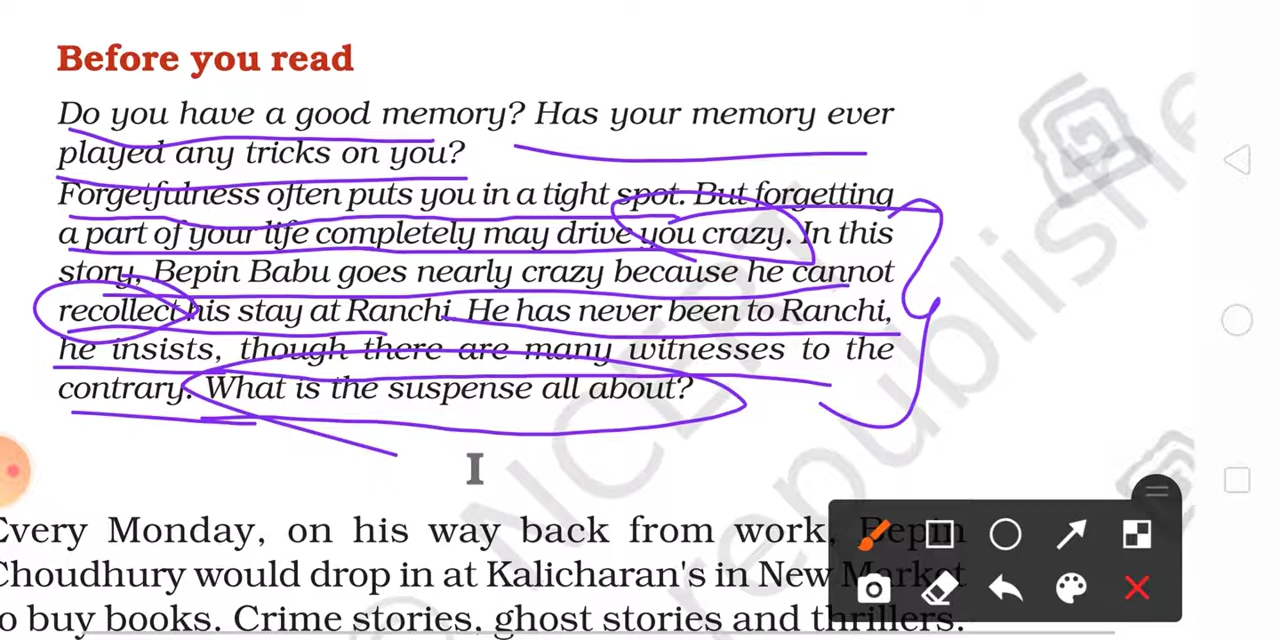 Before you read
Do you have a good memory? Has your memory ever
played any tricks on you?
Forgetfulness often puts you in a tight spot. But forgetting
a part of your life completely may drive you crazy. In this
story, Bepin Babu goes nearly crazy because he cannot
recollect his stay at Ranchi. He has never been to Ranchi,
he insists, though there are many witnesses to the
contrary. What is the suspense all about?
I
Every Monday, on his way back from work, Bepin
Choudhury would drop in at Kalicharan's in New Market
to buy books. Crime stories, ghost stories and thrillers.
© NCERT
republishe